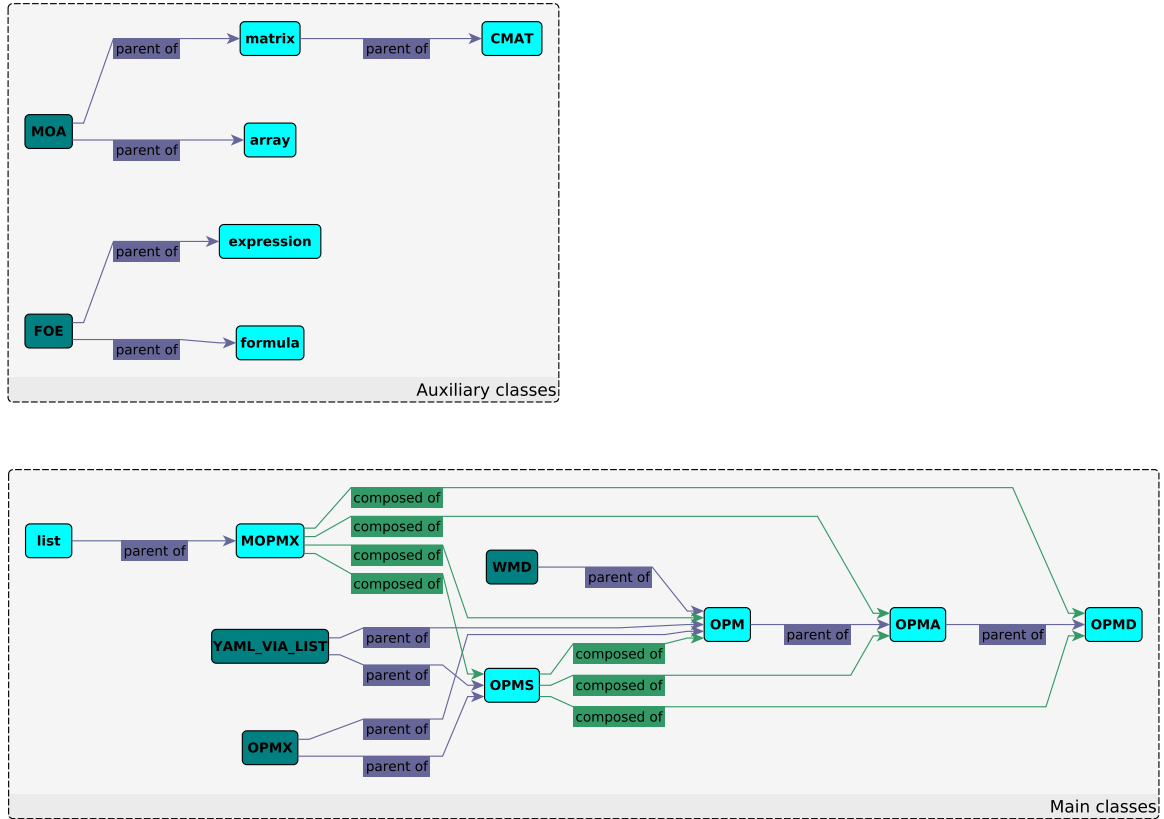 matrix
CMAT
parent of
parent of
MOA
array
parent of
expression
parent of
FOE
formula
parent of
Auxiliary classes
composed of
composed of
list
MOPMX
parent of
composed of
WMD
parent of
composed of
OPM
OPMA
OPMD
parent of
parent of
YAML_VIA_LIST
parent of
composed of
parent of
OPMS
composed of
composed of
parent of
OPMX
parent of
Main classes